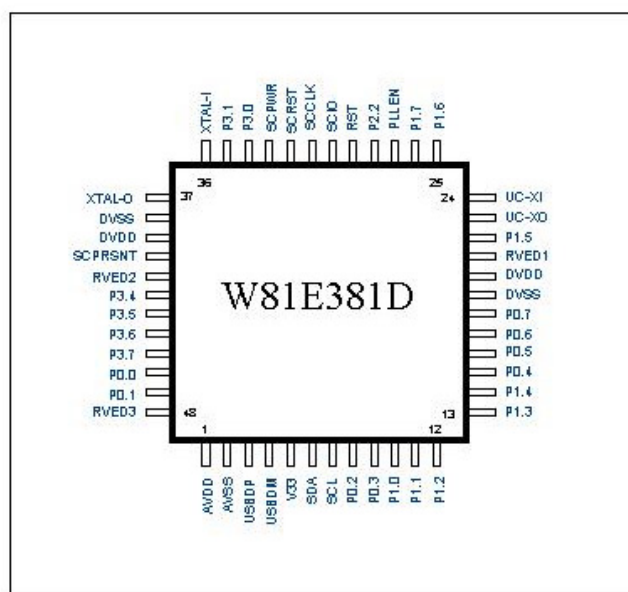 XTAL-I P3.1 P3.0 SCPWR SCRST SCCLK SCIO RST P2.2 PLLEN P1.7 P1.6
36 25
XTAL-O 37 24 UC-XI
DVSS UC-XO
DVDD P1.5
SCPRSNT RVED1
RVED2 DVDD
P3.4 W81E381D DVSS
P3.5 P0.7
P3.6 P0.6
P3.7 P0.5
P0.0 P0.4
P0.1 P1.4
RVED3 48 13 P1.3
1 12
AVDD AVSS USBDP USBDM V33 SDA SCL P0.2 P0.3 P1.0 P1.1 P1.2